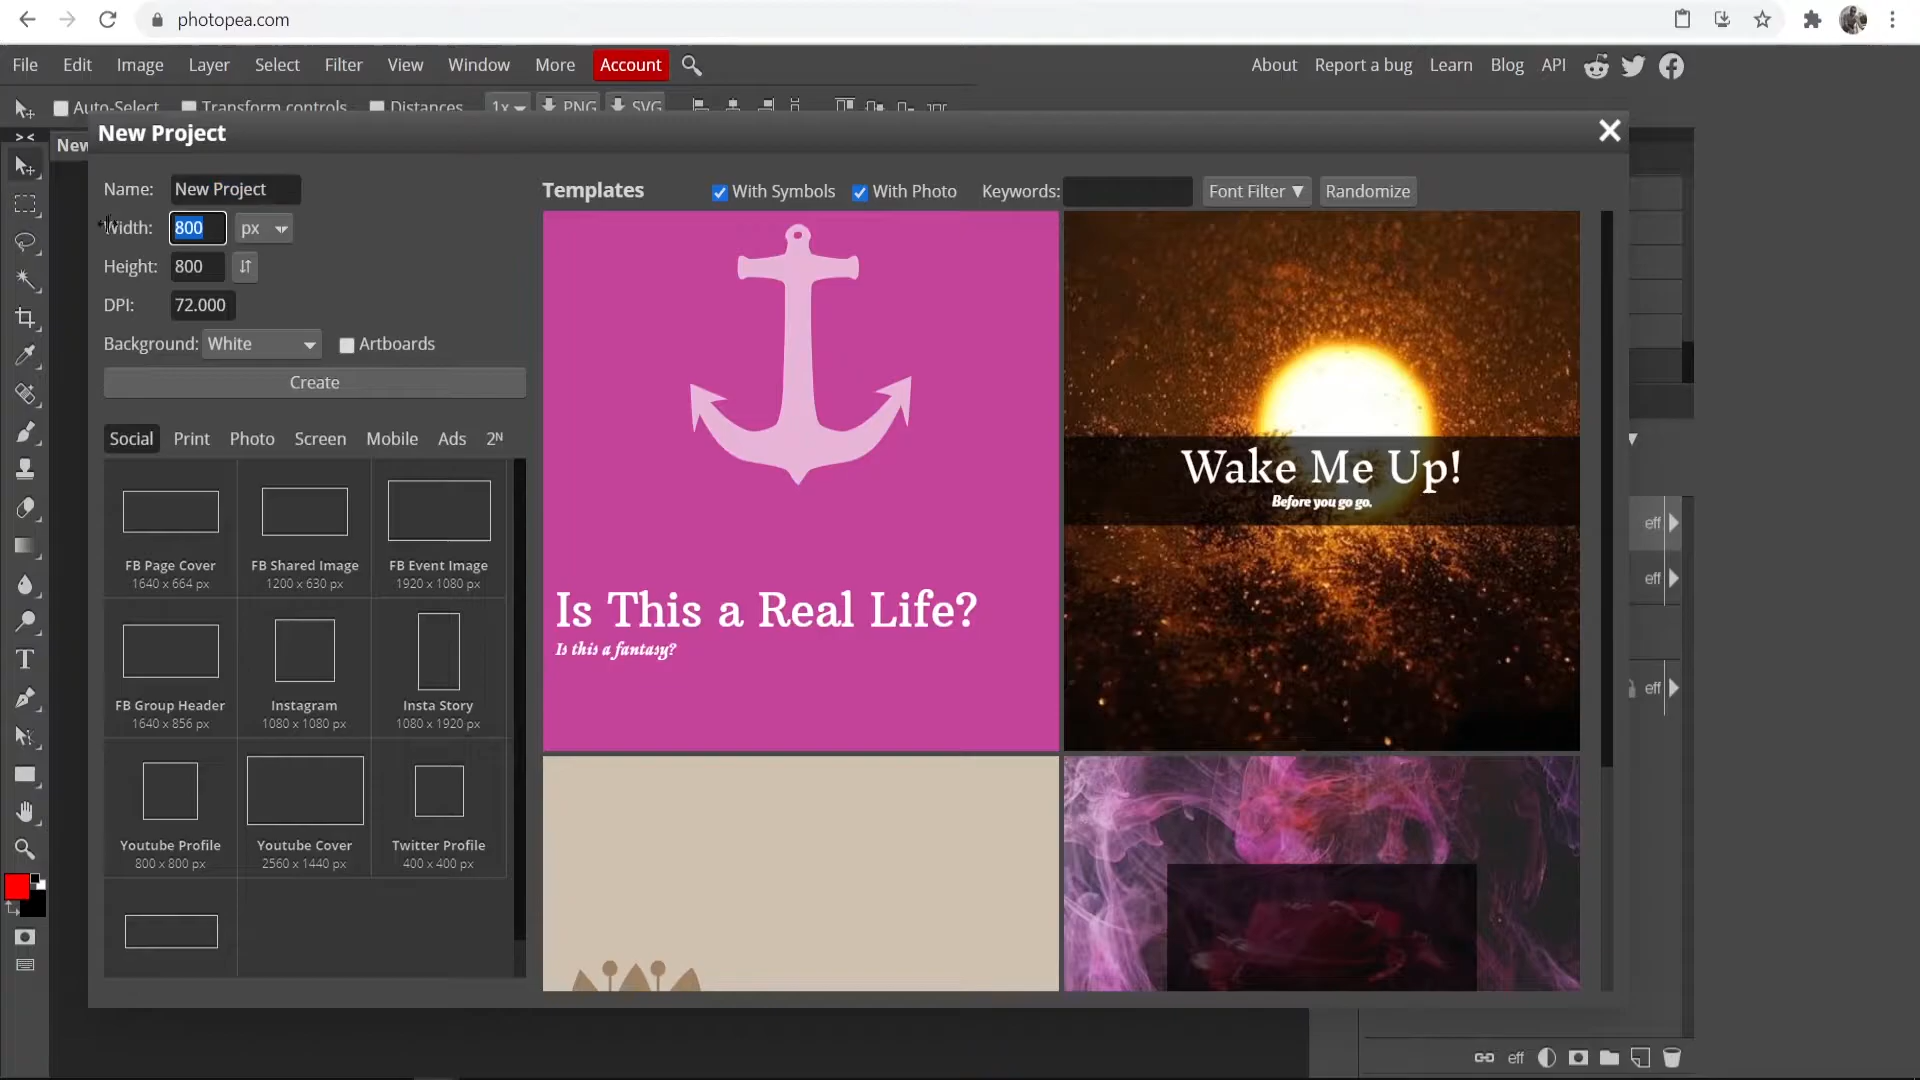 photopea.com
File Edit Image Layer Select Filter View Window More Account About Report a bug Learn Blog API
Auto-Select Transform controls Distances 1x PNG SVG
New
New Project
Name: New Project
Width: 800 px
Height: 800
DPI: 72.000
Background: White Artboards
Create
Templates With Symbols With Photo Keywords: Font Filter ▼ Randomize
Social Print Photo Screen Mobile Ads 2ᴺ
FB Page Cover FB Shared Image FB Event Image
1640 x 664 px 1200 x 630 px 1920 x 1080 px
FB Group Header Instagram Insta Story
1640 x 856 px 1080 x 1080 px 1080 x 1920 px
Youtube Profile Youtube Cover Twitter Profile
800 x 800 px 2560 x 1440 px 400 x 400 px
Is This a Real Life?
Is this a fantasy?
Wake Me Up!
Before you go go.
eff
eff
eff
eff